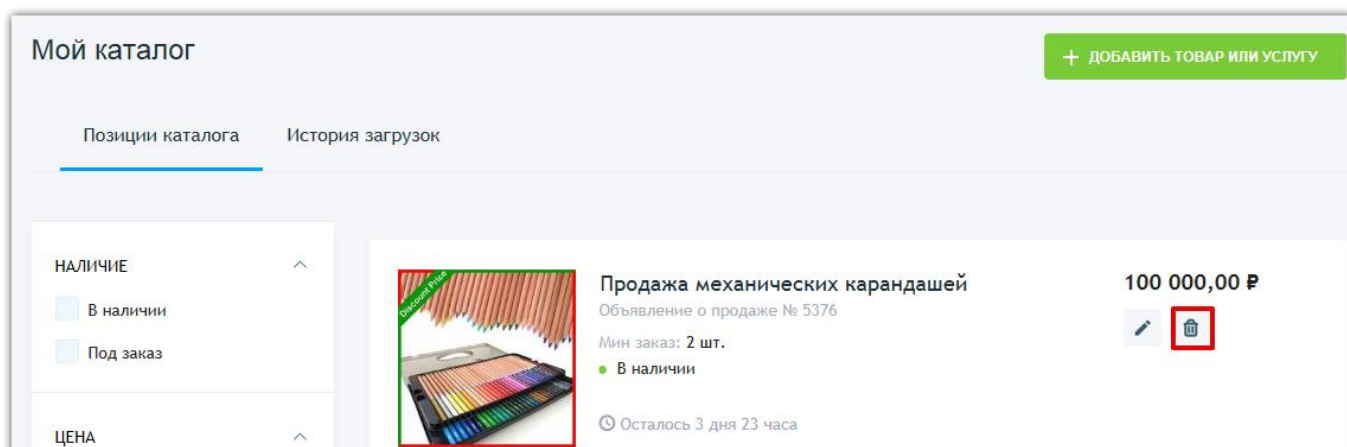 Мой каталог
+ ДОБАВИТЬ ТОВАР ИЛИ УСЛУГУ
Позиции каталога
История загрузок
НАЛИЧИЕ
В наличии
Под заказ
ЦЕНА
Discount Price
Продажа механических карандашей
Объявление о продаже № 5376
Мин заказ: 2 шт.
В наличии
Осталось 3 дня 23 часа
100 000,00 ₽